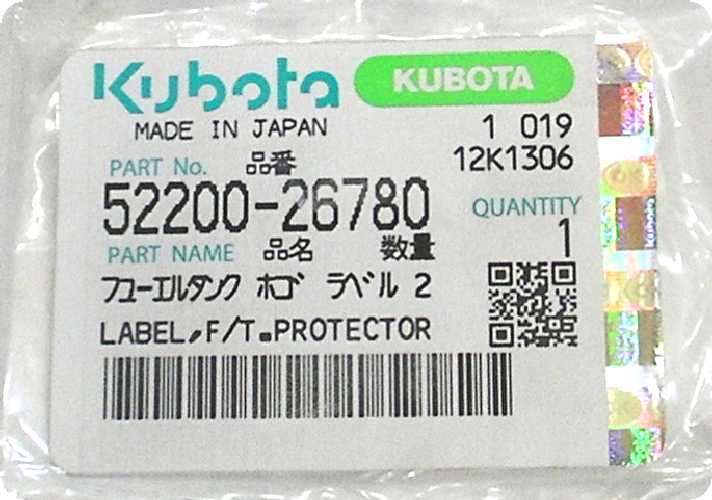 Kubota KUBOTA
MADE IN JAPAN 1 019
PART No. 品番 12K1306
52200-26780 QUANTITY
PART NAME 品名 数量 1
フューエルタンク ホゴ ラベル 2
LABEL,F/T.PROTECTOR